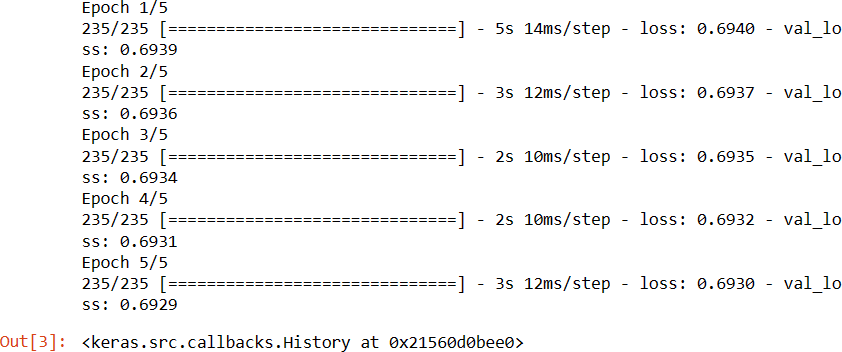 Epoch 1/5
235/235 [==============================] - 5s 14ms/step - loss: 0.6940 - val_lo
ss: 0.6939
Epoch 2/5
235/235 [==============================] - 3s 12ms/step - loss: 0.6937 - val_lo
ss: 0.6936
Epoch 3/5
235/235 [==============================] - 2s 10ms/step - loss: 0.6935 - val_lo
ss: 0.6934
Epoch 4/5
235/235 [==============================] - 2s 10ms/step - loss: 0.6932 - val_lo
ss: 0.6931
Epoch 5/5
235/235 [==============================] - 3s 12ms/step - loss: 0.6930 - val_lo
ss: 0.6929
Out[3]: <keras.src.callbacks.History at 0x21560d0bee0>